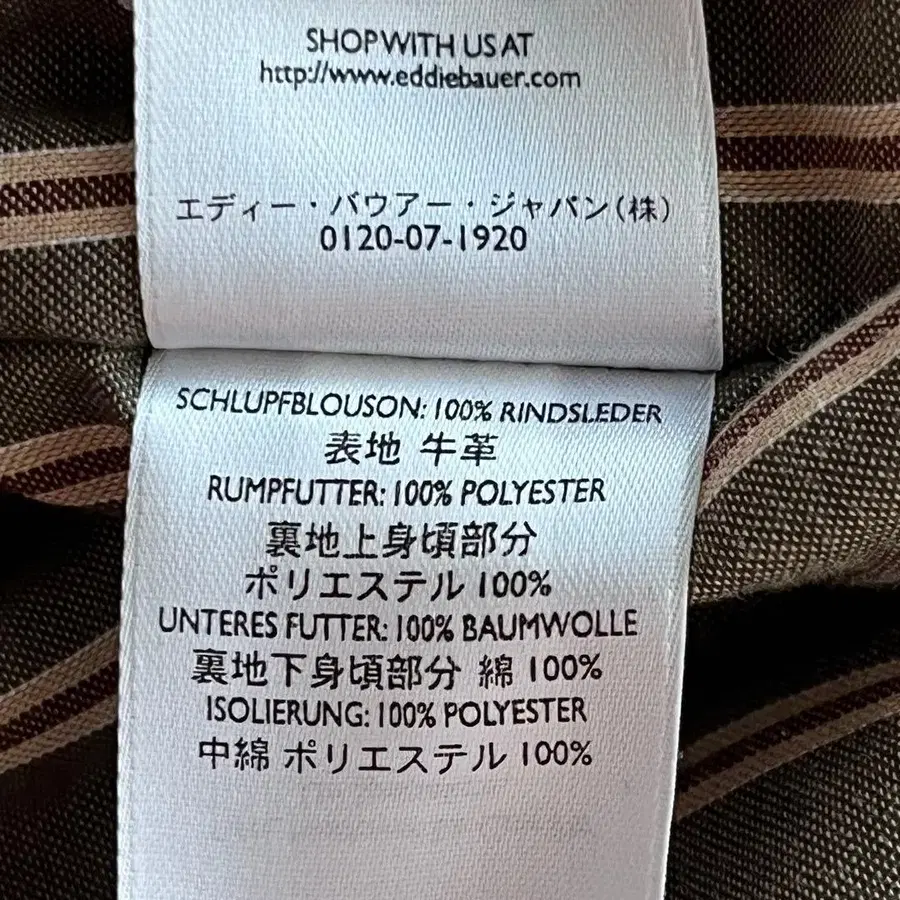 SHOP WITH US AT
http://www.eddiebauer.com
エディー・バウアー・ジャパン(株)
0120-07-1920
SCHLUPFBLOUSON: 100% RINDSLEDER
表地 牛革
RUMPFUTTER: 100% POLYESTER
裏地上身頃部分
ポリエステル 100%
UNTERES FUTTER: 100% BAUMWOLLE
裏地下身頃部分 綿 100%
ISOLIERUNG: 100% POLYESTER
中綿 ポリエステル 100%